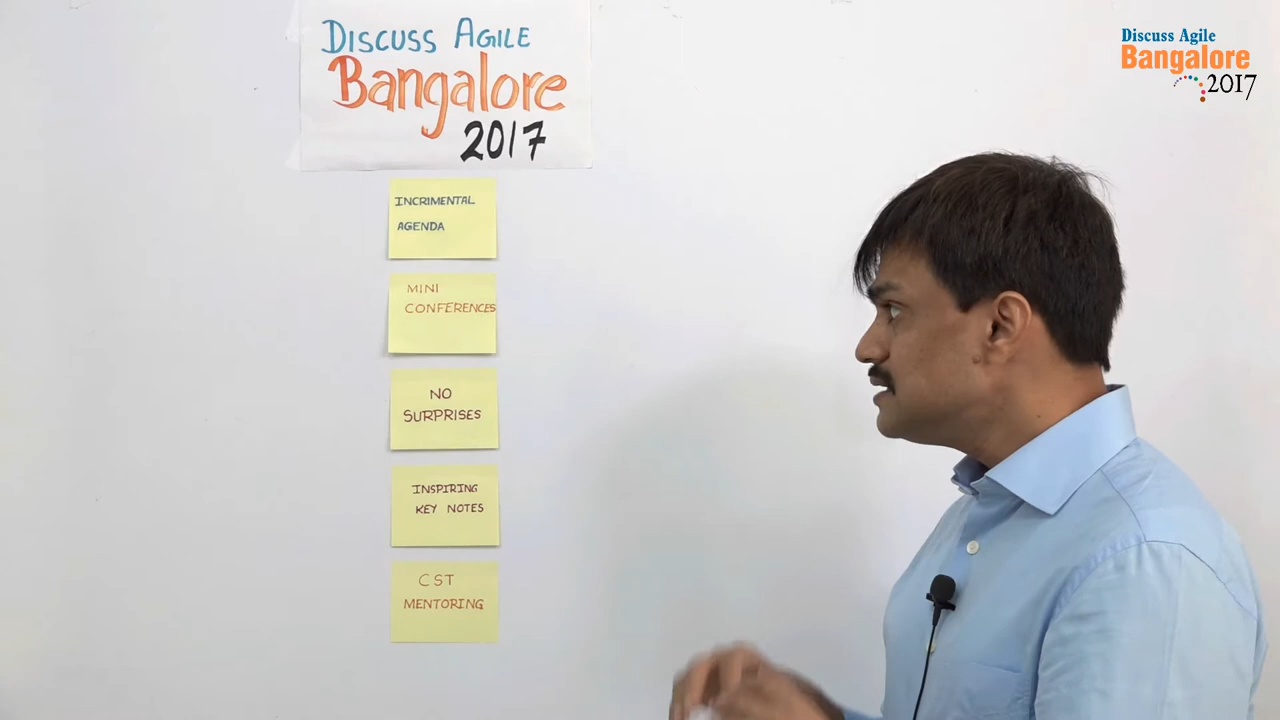 DISCUSS AGILE
Bangalore
2017
Discuss Agile
Bangalore
2017
INCRIMENTAL
AGENDA
MINI
CONFERENCES
NO
SURPRISES
INSPIRING
KEY NOTES
CST
MENTORING